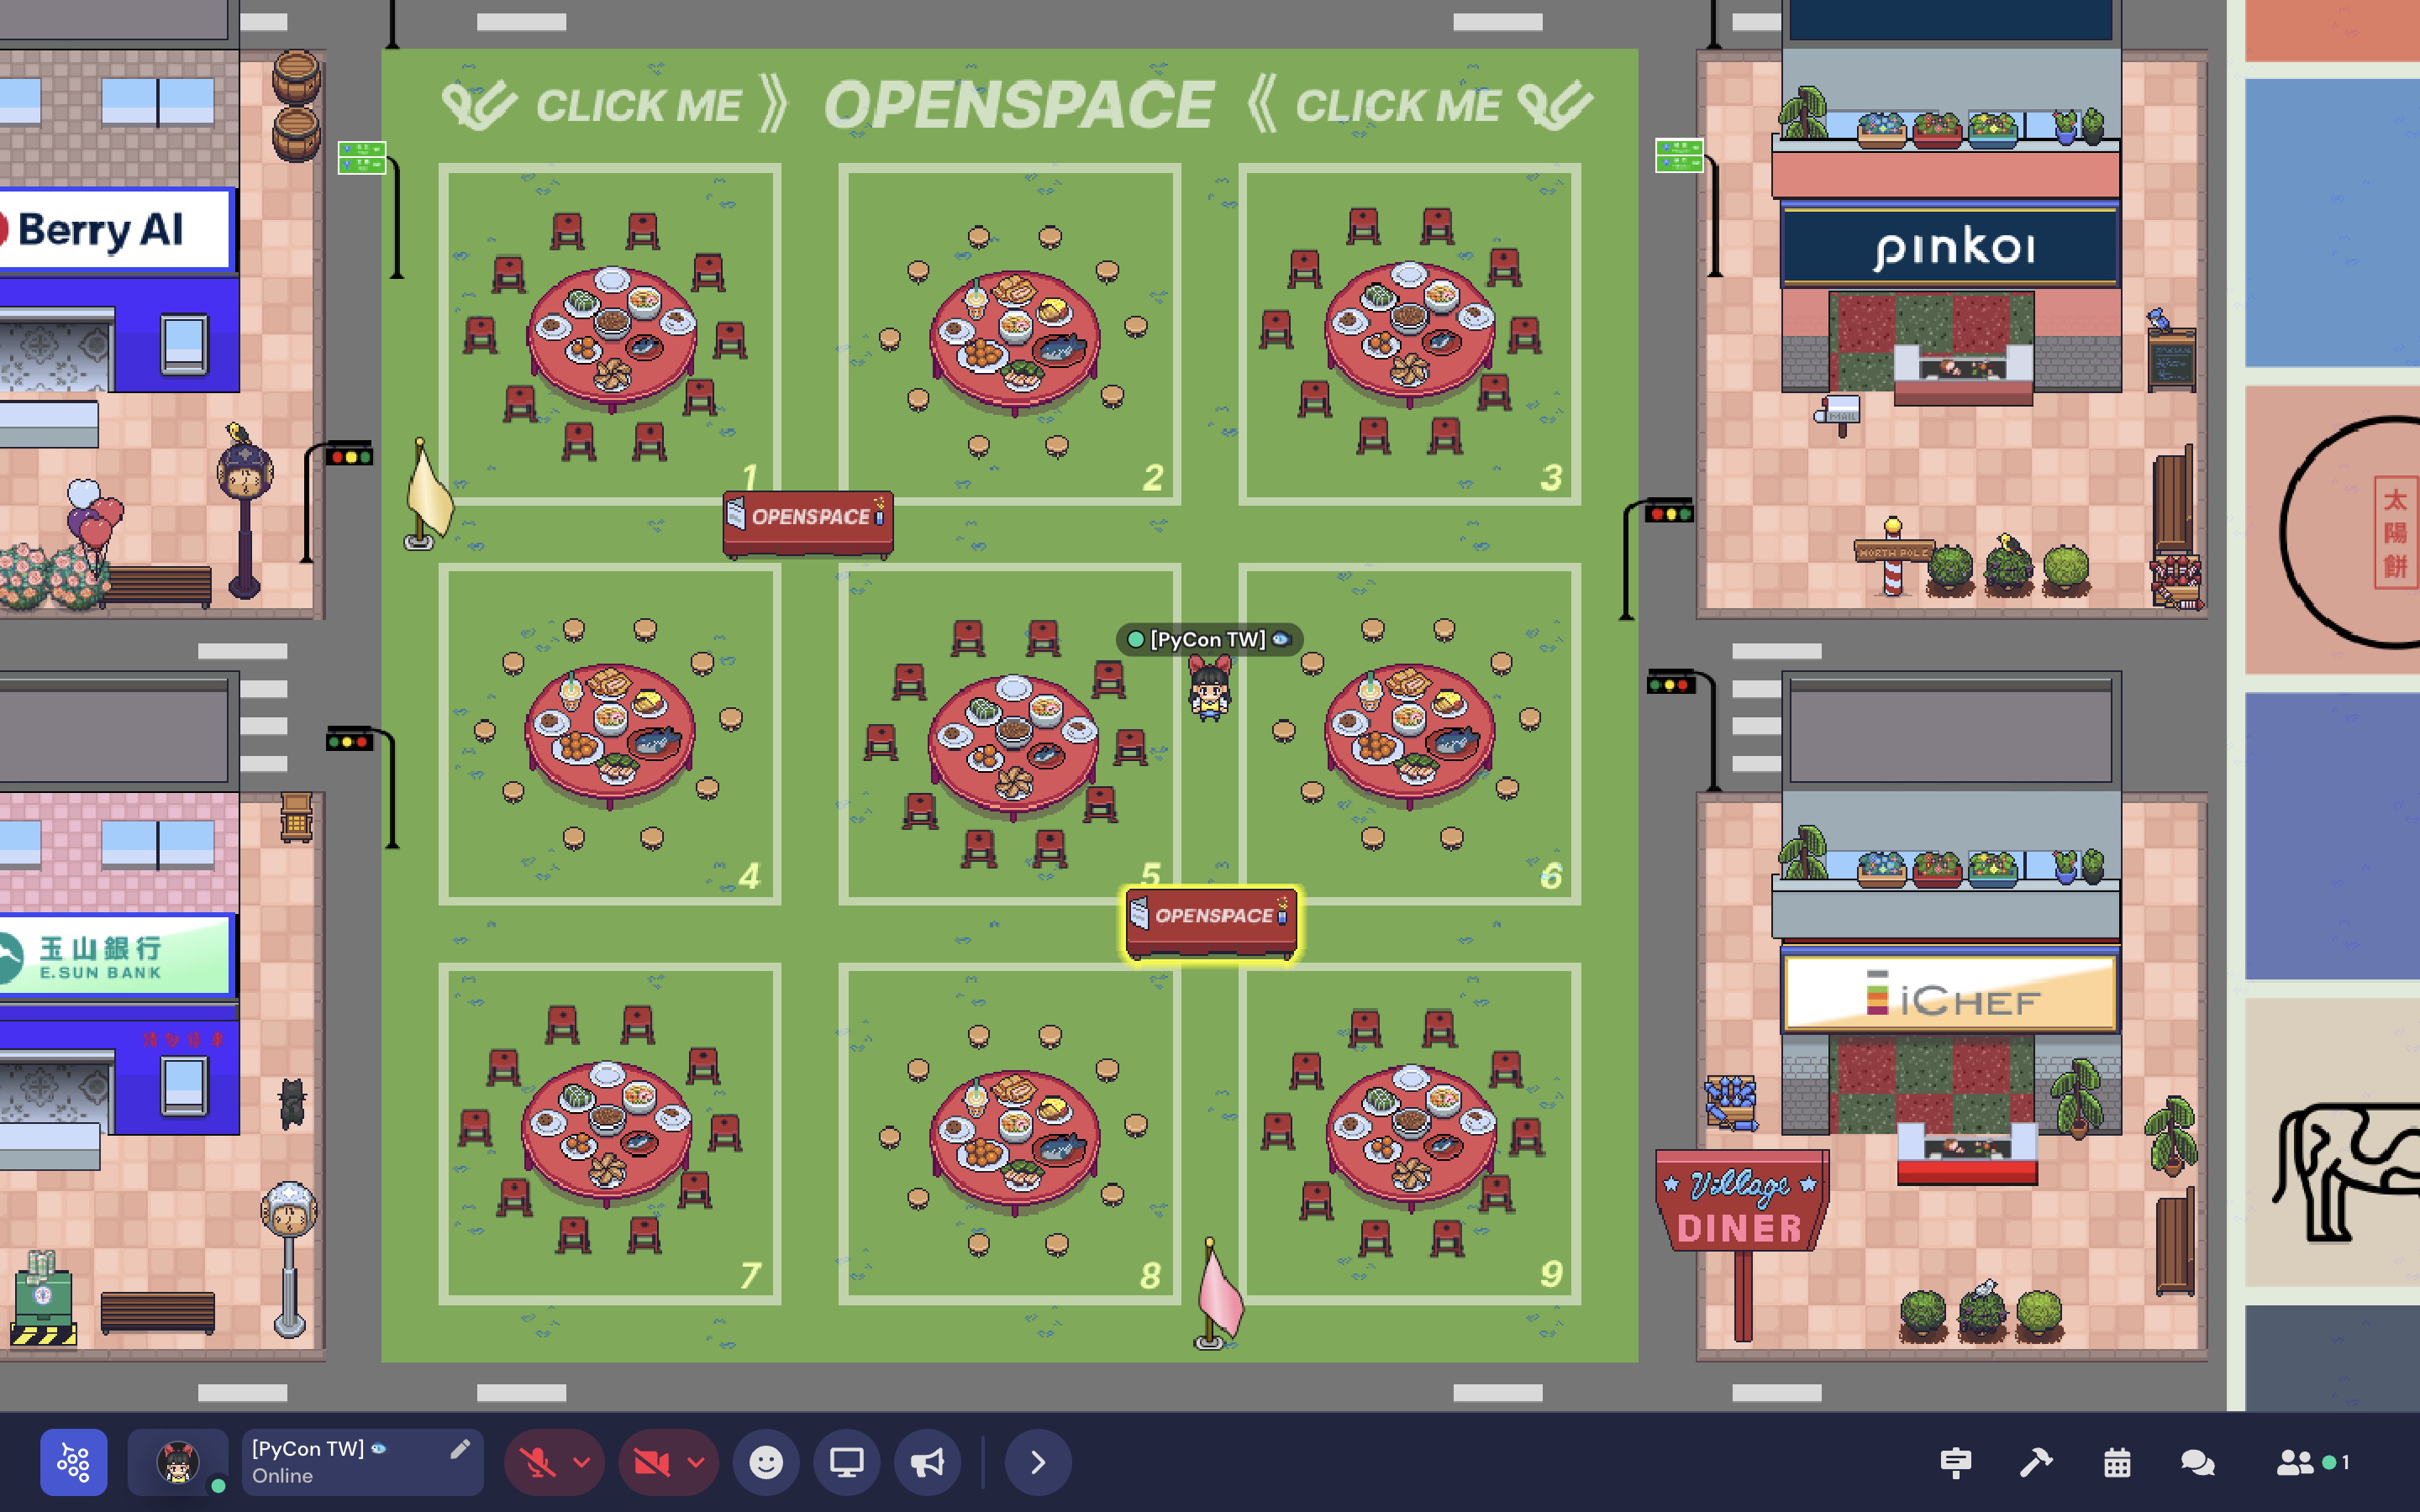 CLICK ME 》 OPENSPACE 《 CLICK ME
Berry AI
pinkoi
MAIL
1
2
3
OPENSPACE
NORTH POLE
太陽餅
[PyCon TW]
4
5
6
OPENSPACE
玉山銀行
E.SUN BANK
iCHEF
Village
DINER
7
8
9
[PyCon TW]
Online
1